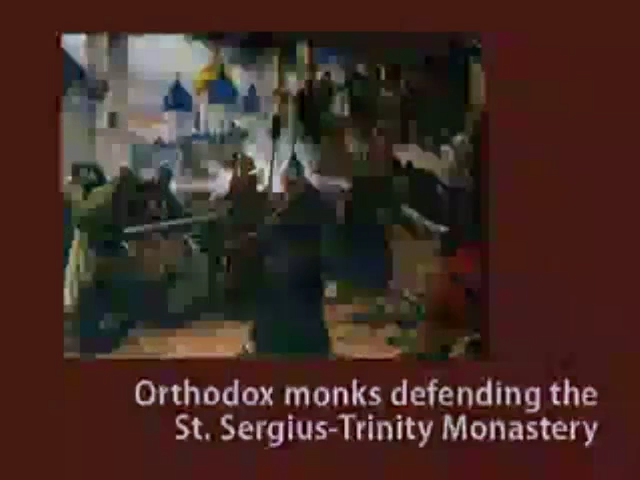 Orthodox monks defending the
St. Sergius-Trinity Monastery